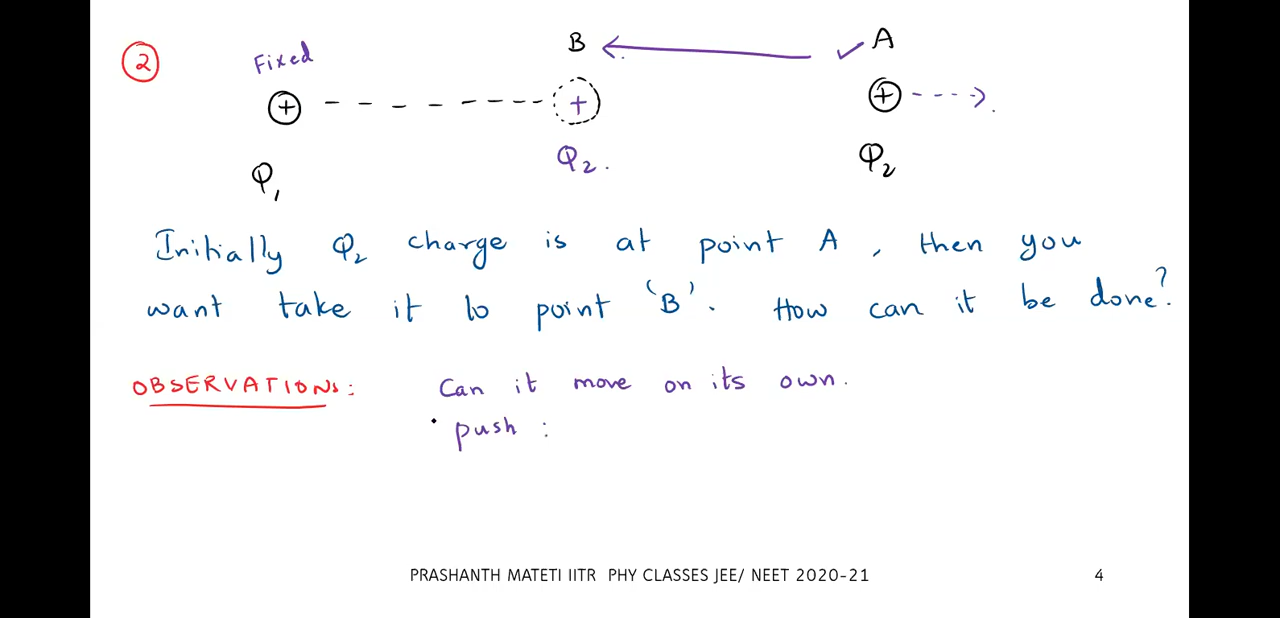 2
Fixed
B
A
+
+
+
Q1
Q2.
Q2
Initially Q2 charge is at point A, then you
want take it to point 'B'. How can it be done?
OBSERVATIONS: Can it move on its own.
push :
PRASHANTH MATETI IITR PHY CLASSES JEE/ NEET 2020-21 4